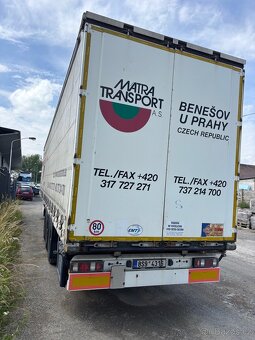 MATRA
TRANSPORT
A.S.
BENEŠOV
U PRAHY
CZECH REPUBLIC
TEL./FAX +420
317 727 271
TEL./FAX +420
737 214 700
80